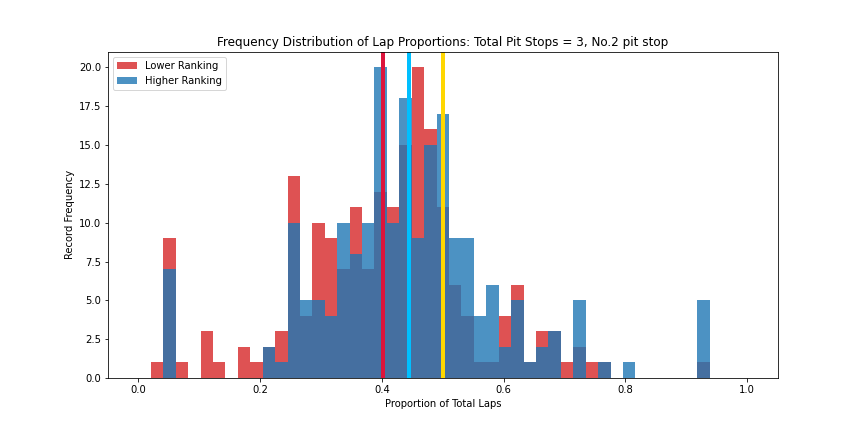 Frequency Distribution of Lap Proportions: Total Pit Stops = 3, No.2 pit stop
Lower Ranking
Higher Ranking
20.0
17.5
15.0
12.5
10.0
7.5
5.0
2.5
0.0
Record Frequency
0.0 0.2 0.4 0.6 0.8 1.0
Proportion of Total Laps